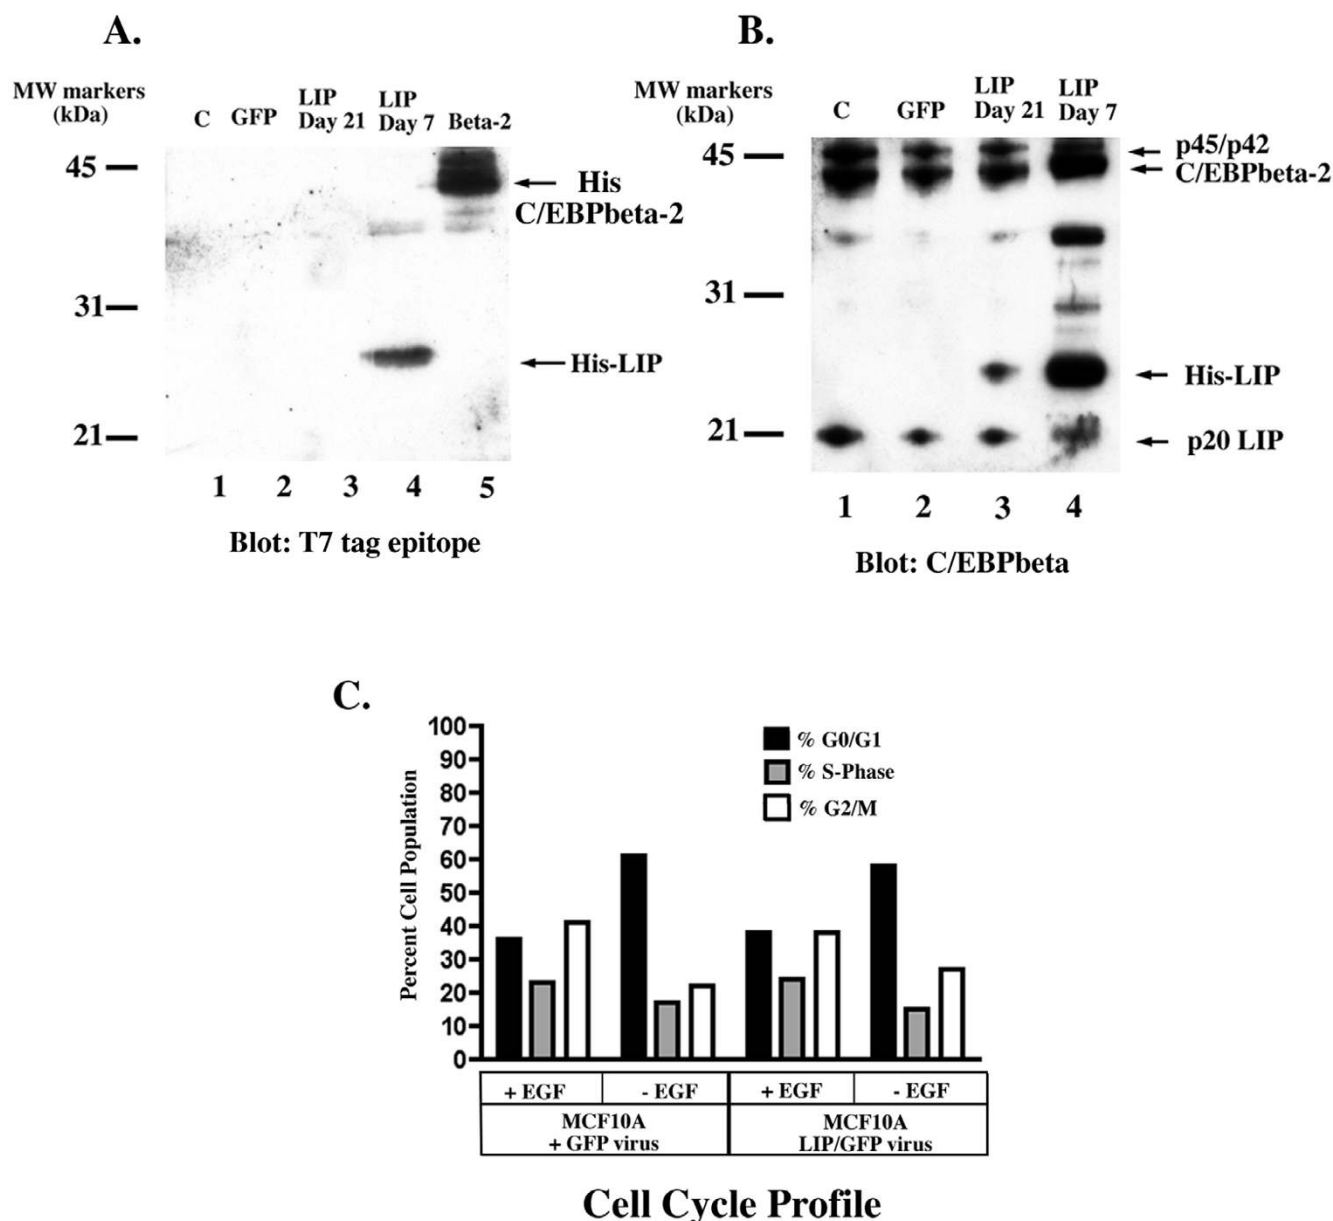 A.
MW markers
(kDa)
C
GFP
LIP
Day 21
LIP
Day 7
Beta-2
45
31
21
His
C/EBPbeta-2
His-LIP
1 2 3 4 5
Blot: T7 tag epitope
B.
MW markers
(kDa)
C
GFP
LIP
Day 21
LIP
Day 7
45
31
21
p45/p42
C/EBPbeta-2
His-LIP
p20 LIP
1 2 3 4
Blot: C/EBPbeta
C.
Percent Cell Population
100
90
80
70
60
50
40
30
20
10
0
% G0/G1
% S-Phase
% G2/M
+ EGF - EGF + EGF - EGF
MCF10A
+ GFP virus
MCF10A
LIP/GFP virus
Cell Cycle Profile